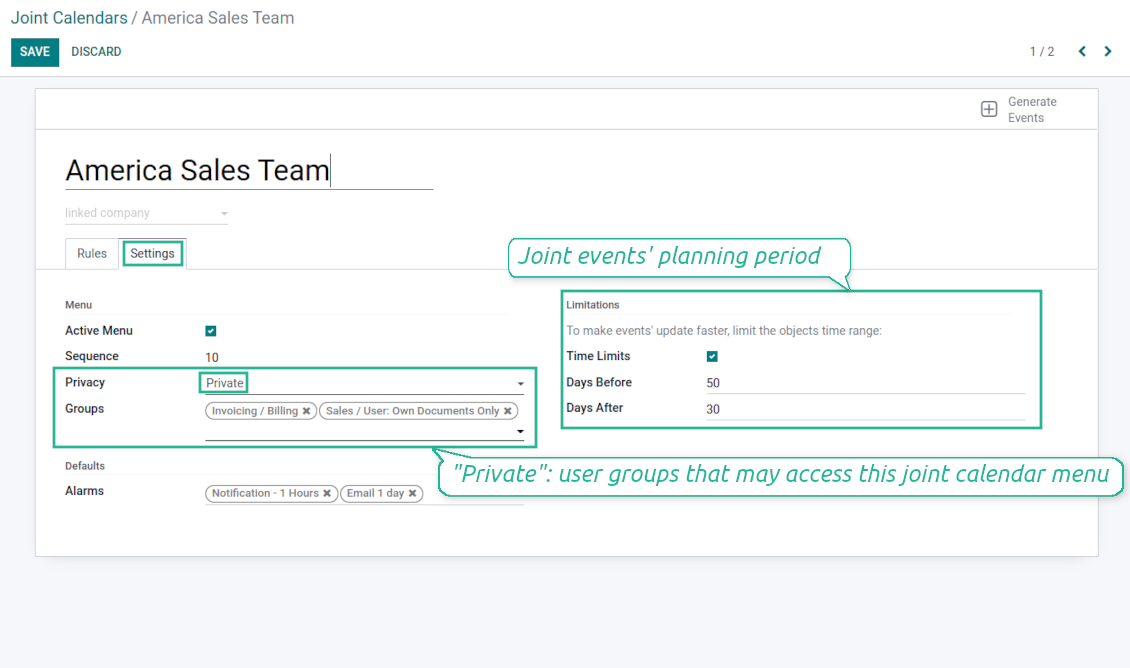 Joint Calendars / America Sales Team
SAVE DISCARD 1 / 2
Generate
Events
America Sales Team
linked company
Rules Settings
Joint events' planning period
Menu
Active Menu
Sequence 10
Privacy Private
Groups Invoicing / Billing ✖ Sales / User: Own Documents Only ✖
Limitations
To make events' update faster, limit the objects time range:
Time Limits
Days Before 50
Days After 30
"Private": user groups that may access this joint calendar menu
Defaults
Alarms Notification - 1 Hours ✖ Email 1 day ✖